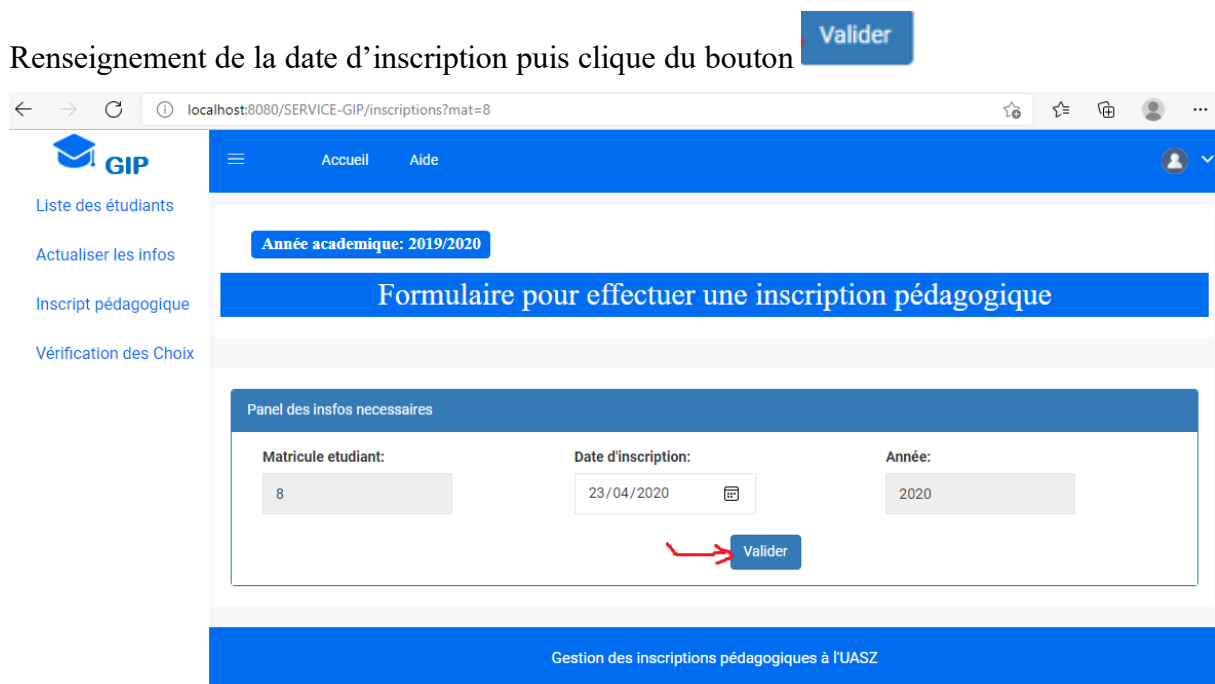 Renseignement de la date d’inscription puis clique du bouton Valider
localhost:8080/SERVICE-GIP/inscriptions?mat=8
GIP
Accueil Aide
Liste des étudiants
Actualiser les infos
Inscript pédagogique
Vérification des Choix
Année academique: 2019/2020
Formulaire pour effectuer une inscription pédagogique
Panel des insfos necessaires
Matricule etudiant: Date d'inscription: Année:
8 23/04/2020 2020
Valider
Gestion des inscriptions pédagogiques à l'UASZ